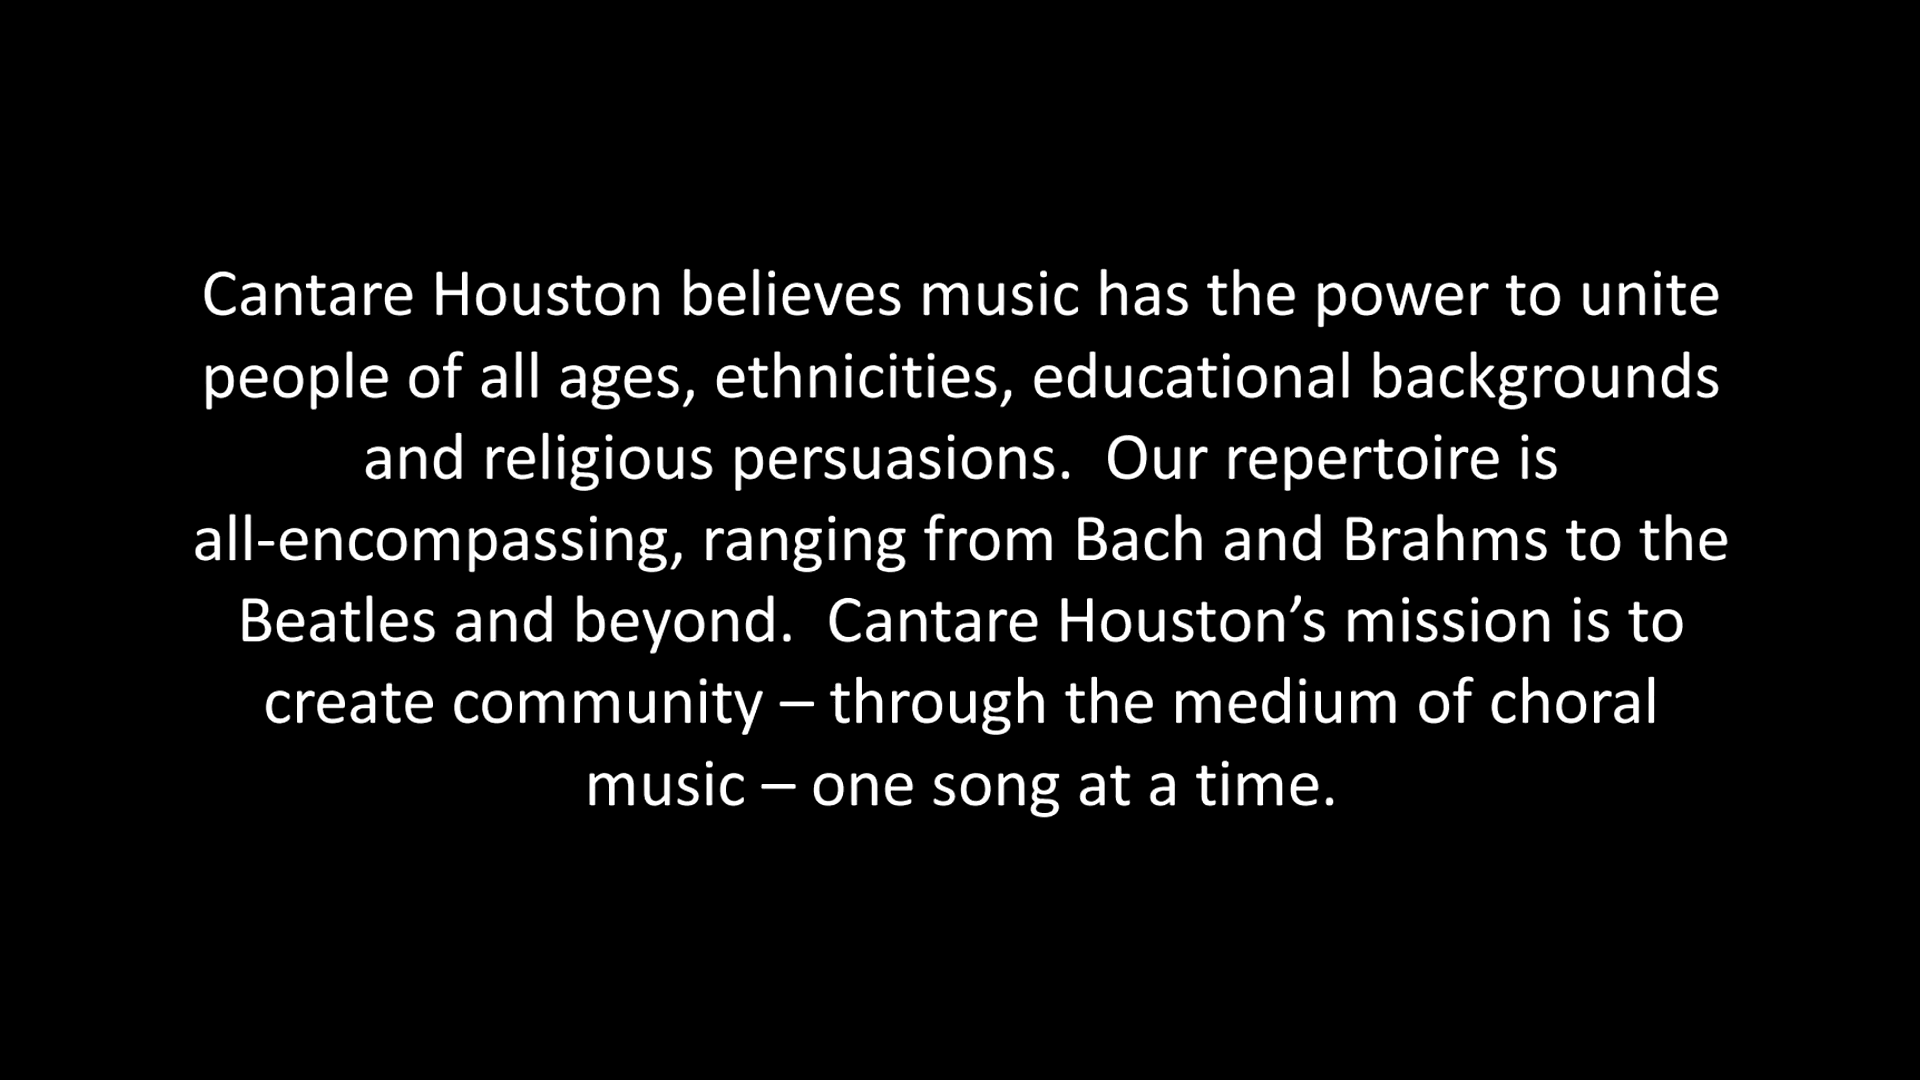 Cantare Houston believes music has the power to unite
people of all ages, ethnicities, educational backgrounds
and religious persuasions.  Our repertoire is
all-encompassing, ranging from Bach and Brahms to the
Beatles and beyond.  Cantare Houston’s mission is to
create community – through the medium of choral
music – one song at a time.